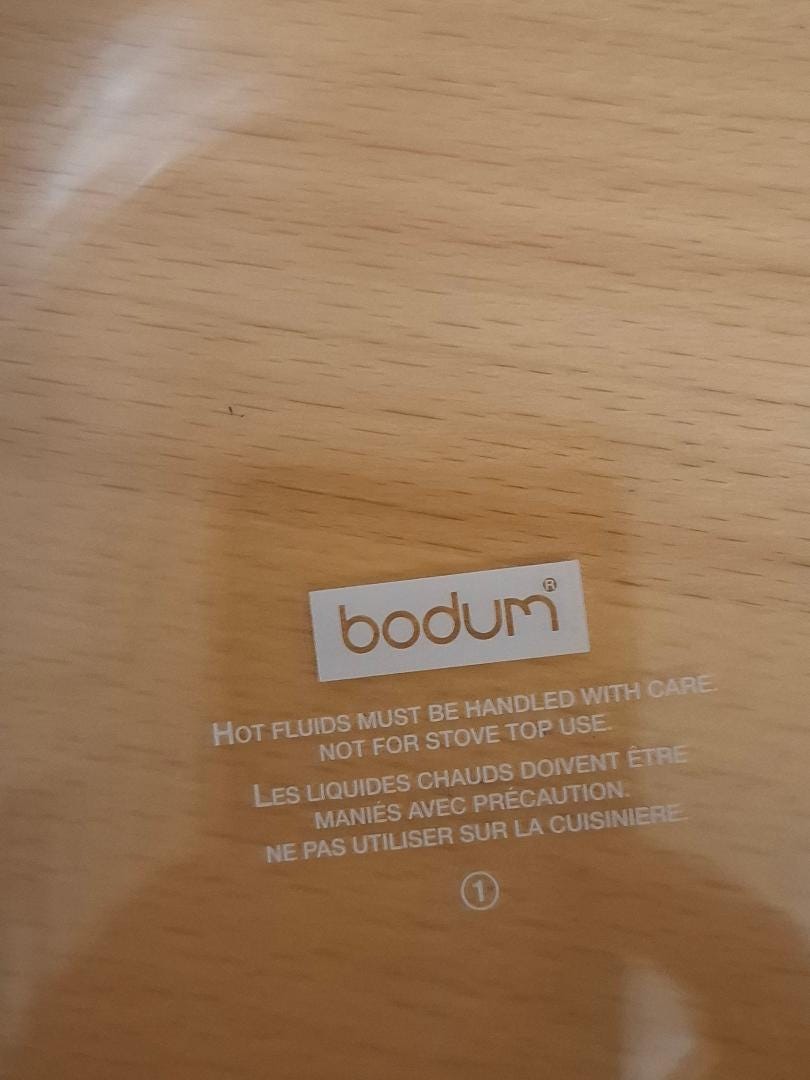 bodum®
HOT FLUIDS MUST BE HANDLED WITH CARE.
NOT FOR STOVE TOP USE.
LES LIQUIDES CHAUDS DOIVENT ÊTRE
MANIÉS AVEC PRÉCAUTION.
NE PAS UTILISER SUR LA CUISINIERE.
1